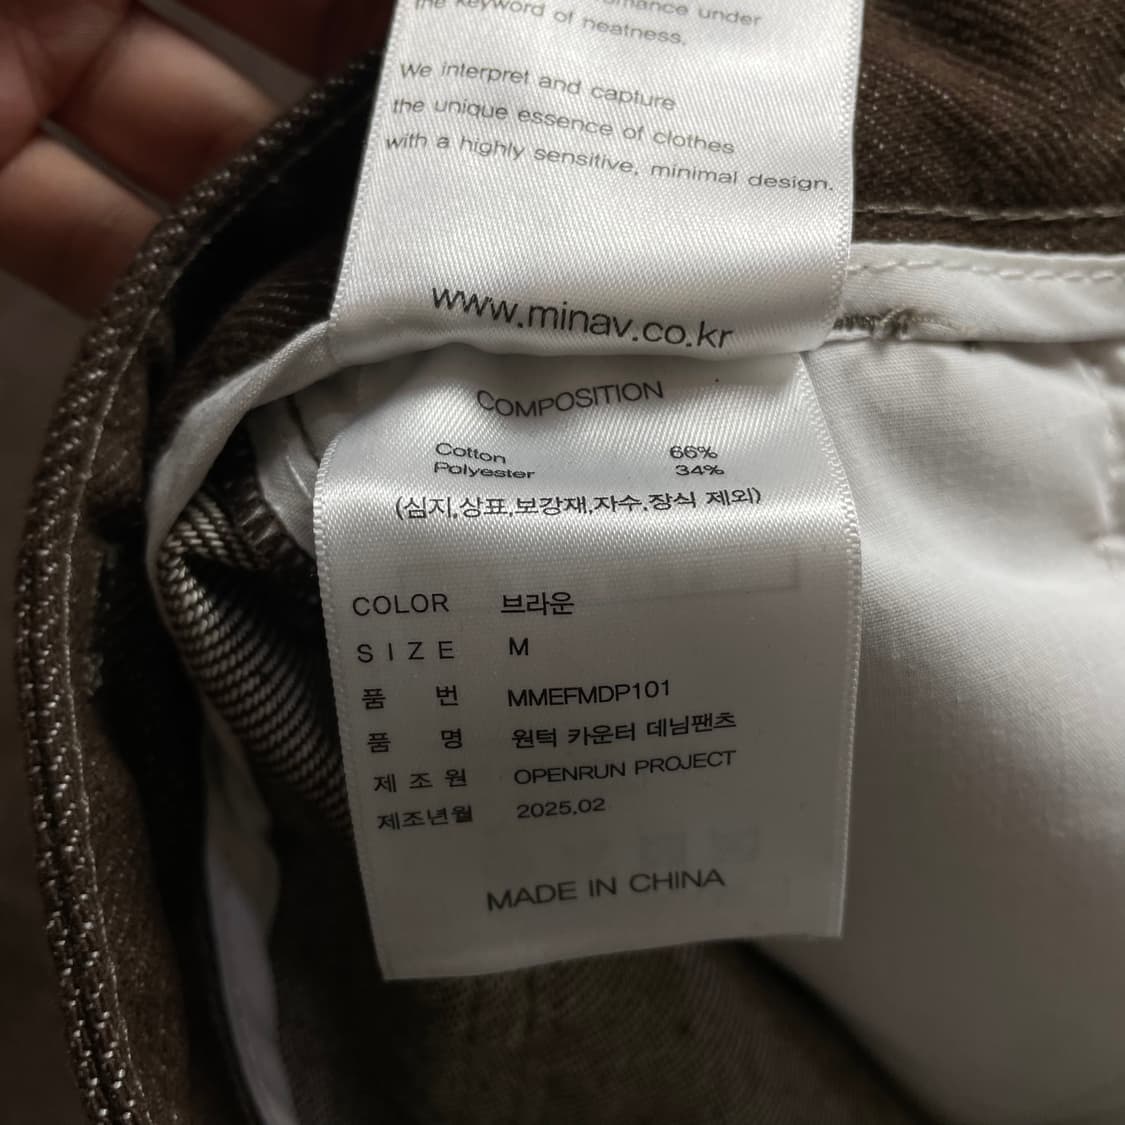 the keyword of neatness.
under
We interpret and capture
the unique essence of clothes
with a highly sensitive, minimal design.
www.minav.co.kr
COMPOSITION
Cotton 66%
Polyester 34%
(심지,상표,보강재,자수,장식 제외)
COLOR 브라운
SIZE M
품 번 MMEFMDP101
품 명 원턱 카운터 데님팬츠
제 조 원 OPENRUN PROJECT
제조년월 2025.02
MADE IN CHINA